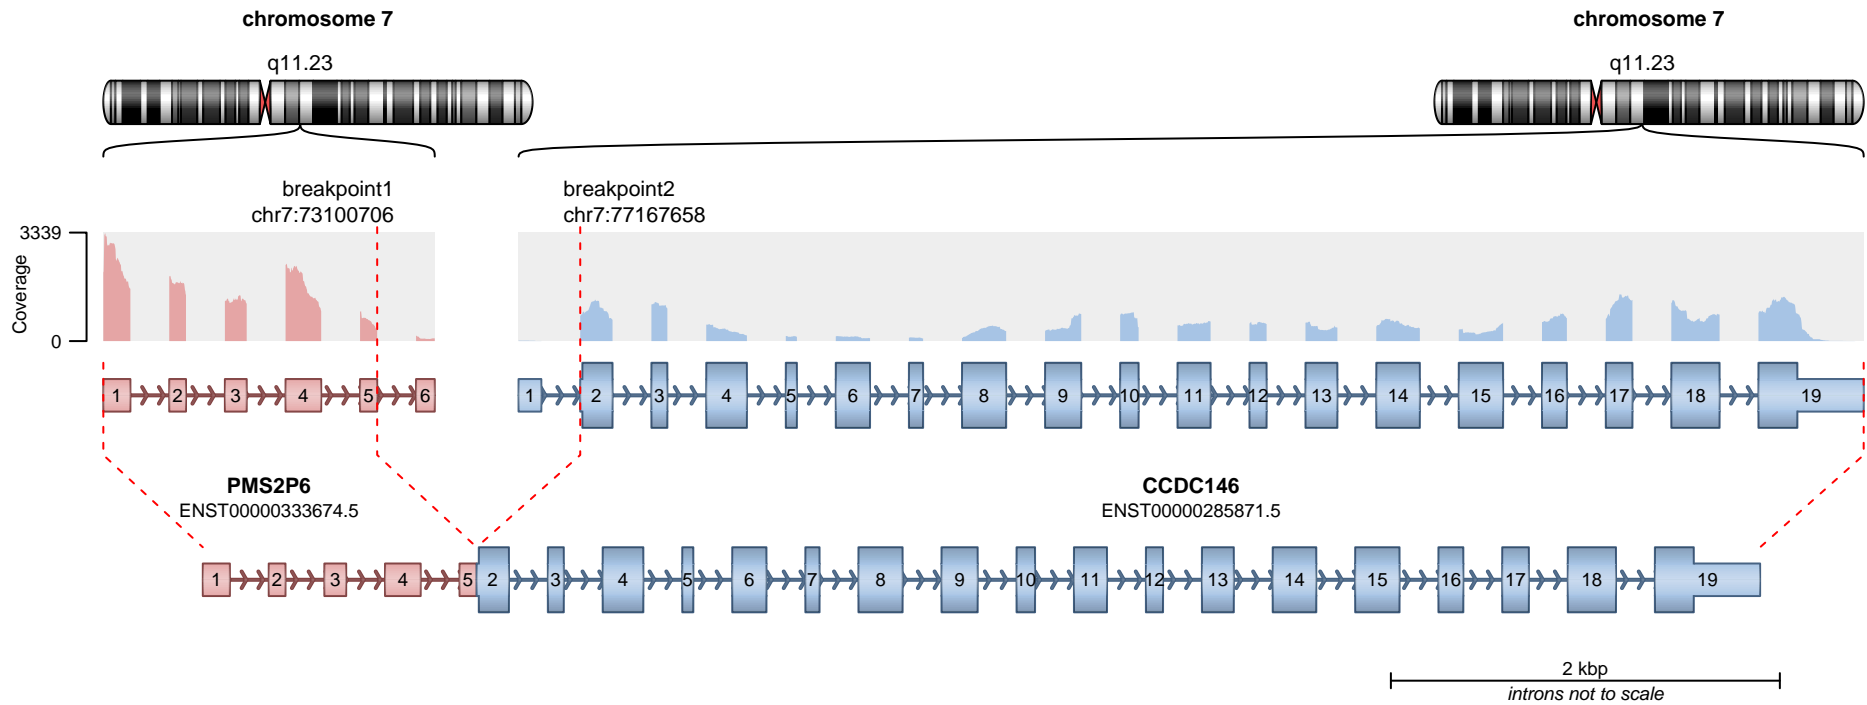 chromosome 7
chromosome 7
q11.23
q11.23
breakpoint1
chr7:73100706
breakpoint2
chr7:77167658
3339
Coverage
0
1 2 3 4 5 6
1 2 3 4 5 6 7 8 9 10 11 12 13 14 15 16 17 18 19
PMS2P6
ENST00000333674.5
CCDC146
ENST00000285871.5
1 2 3 4 5 2 3 4 5 6 7 8 9 10 11 12 13 14 15 16 17 18 19
2 kbp
introns not to scale